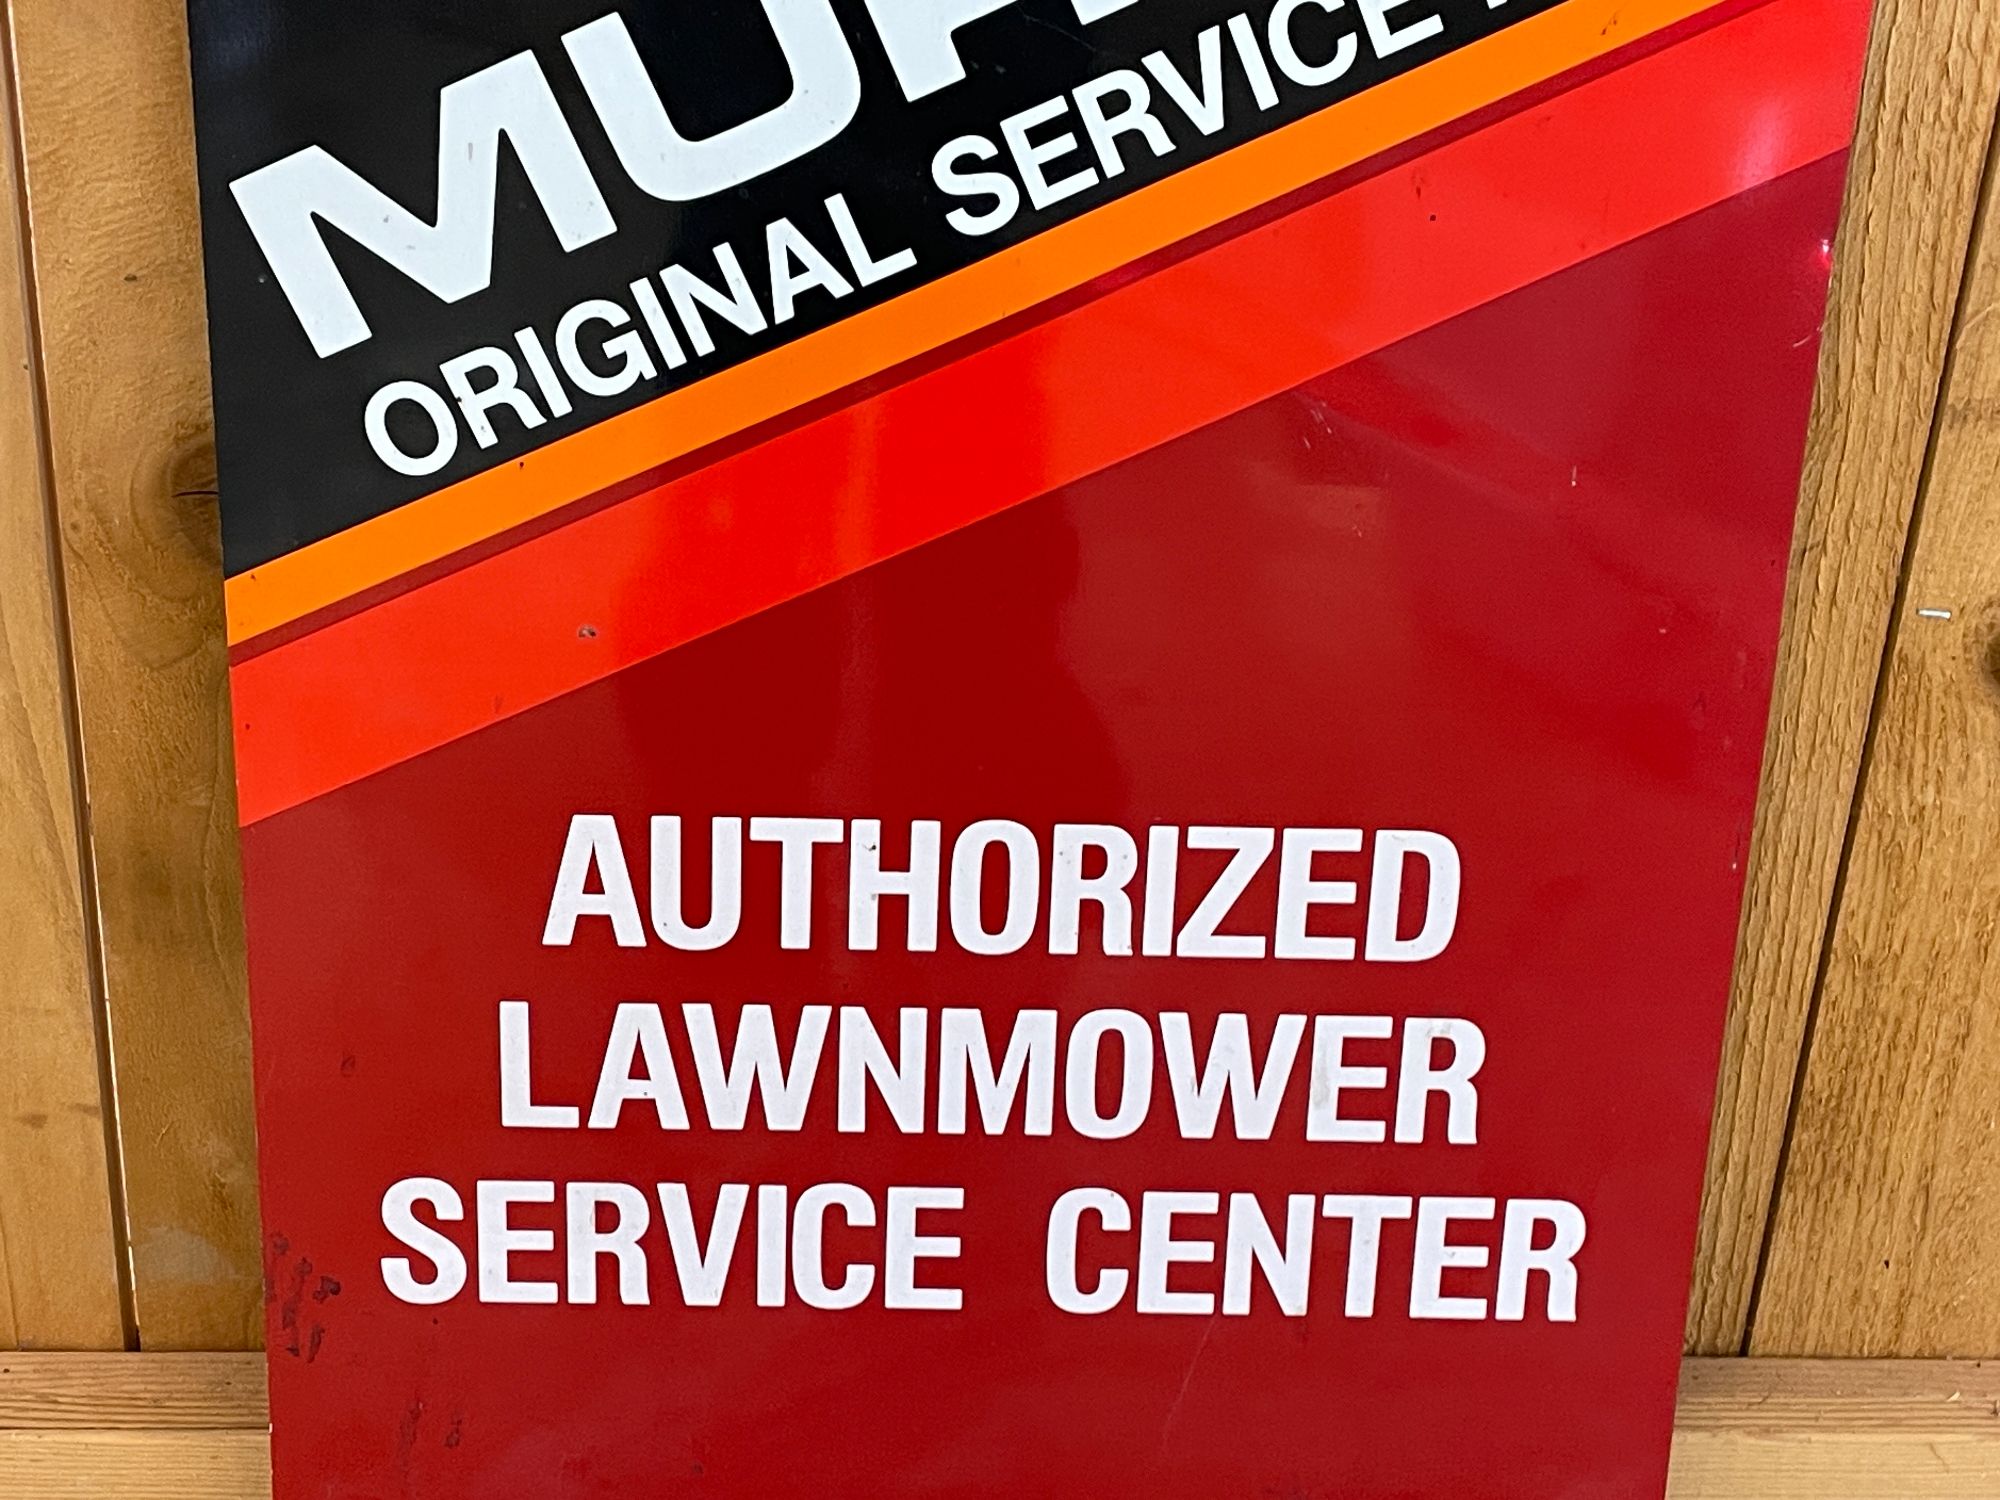 ORIGINAL SERVICE
AUTHORIZED
LAWNMOWER
SERVICE CENTER